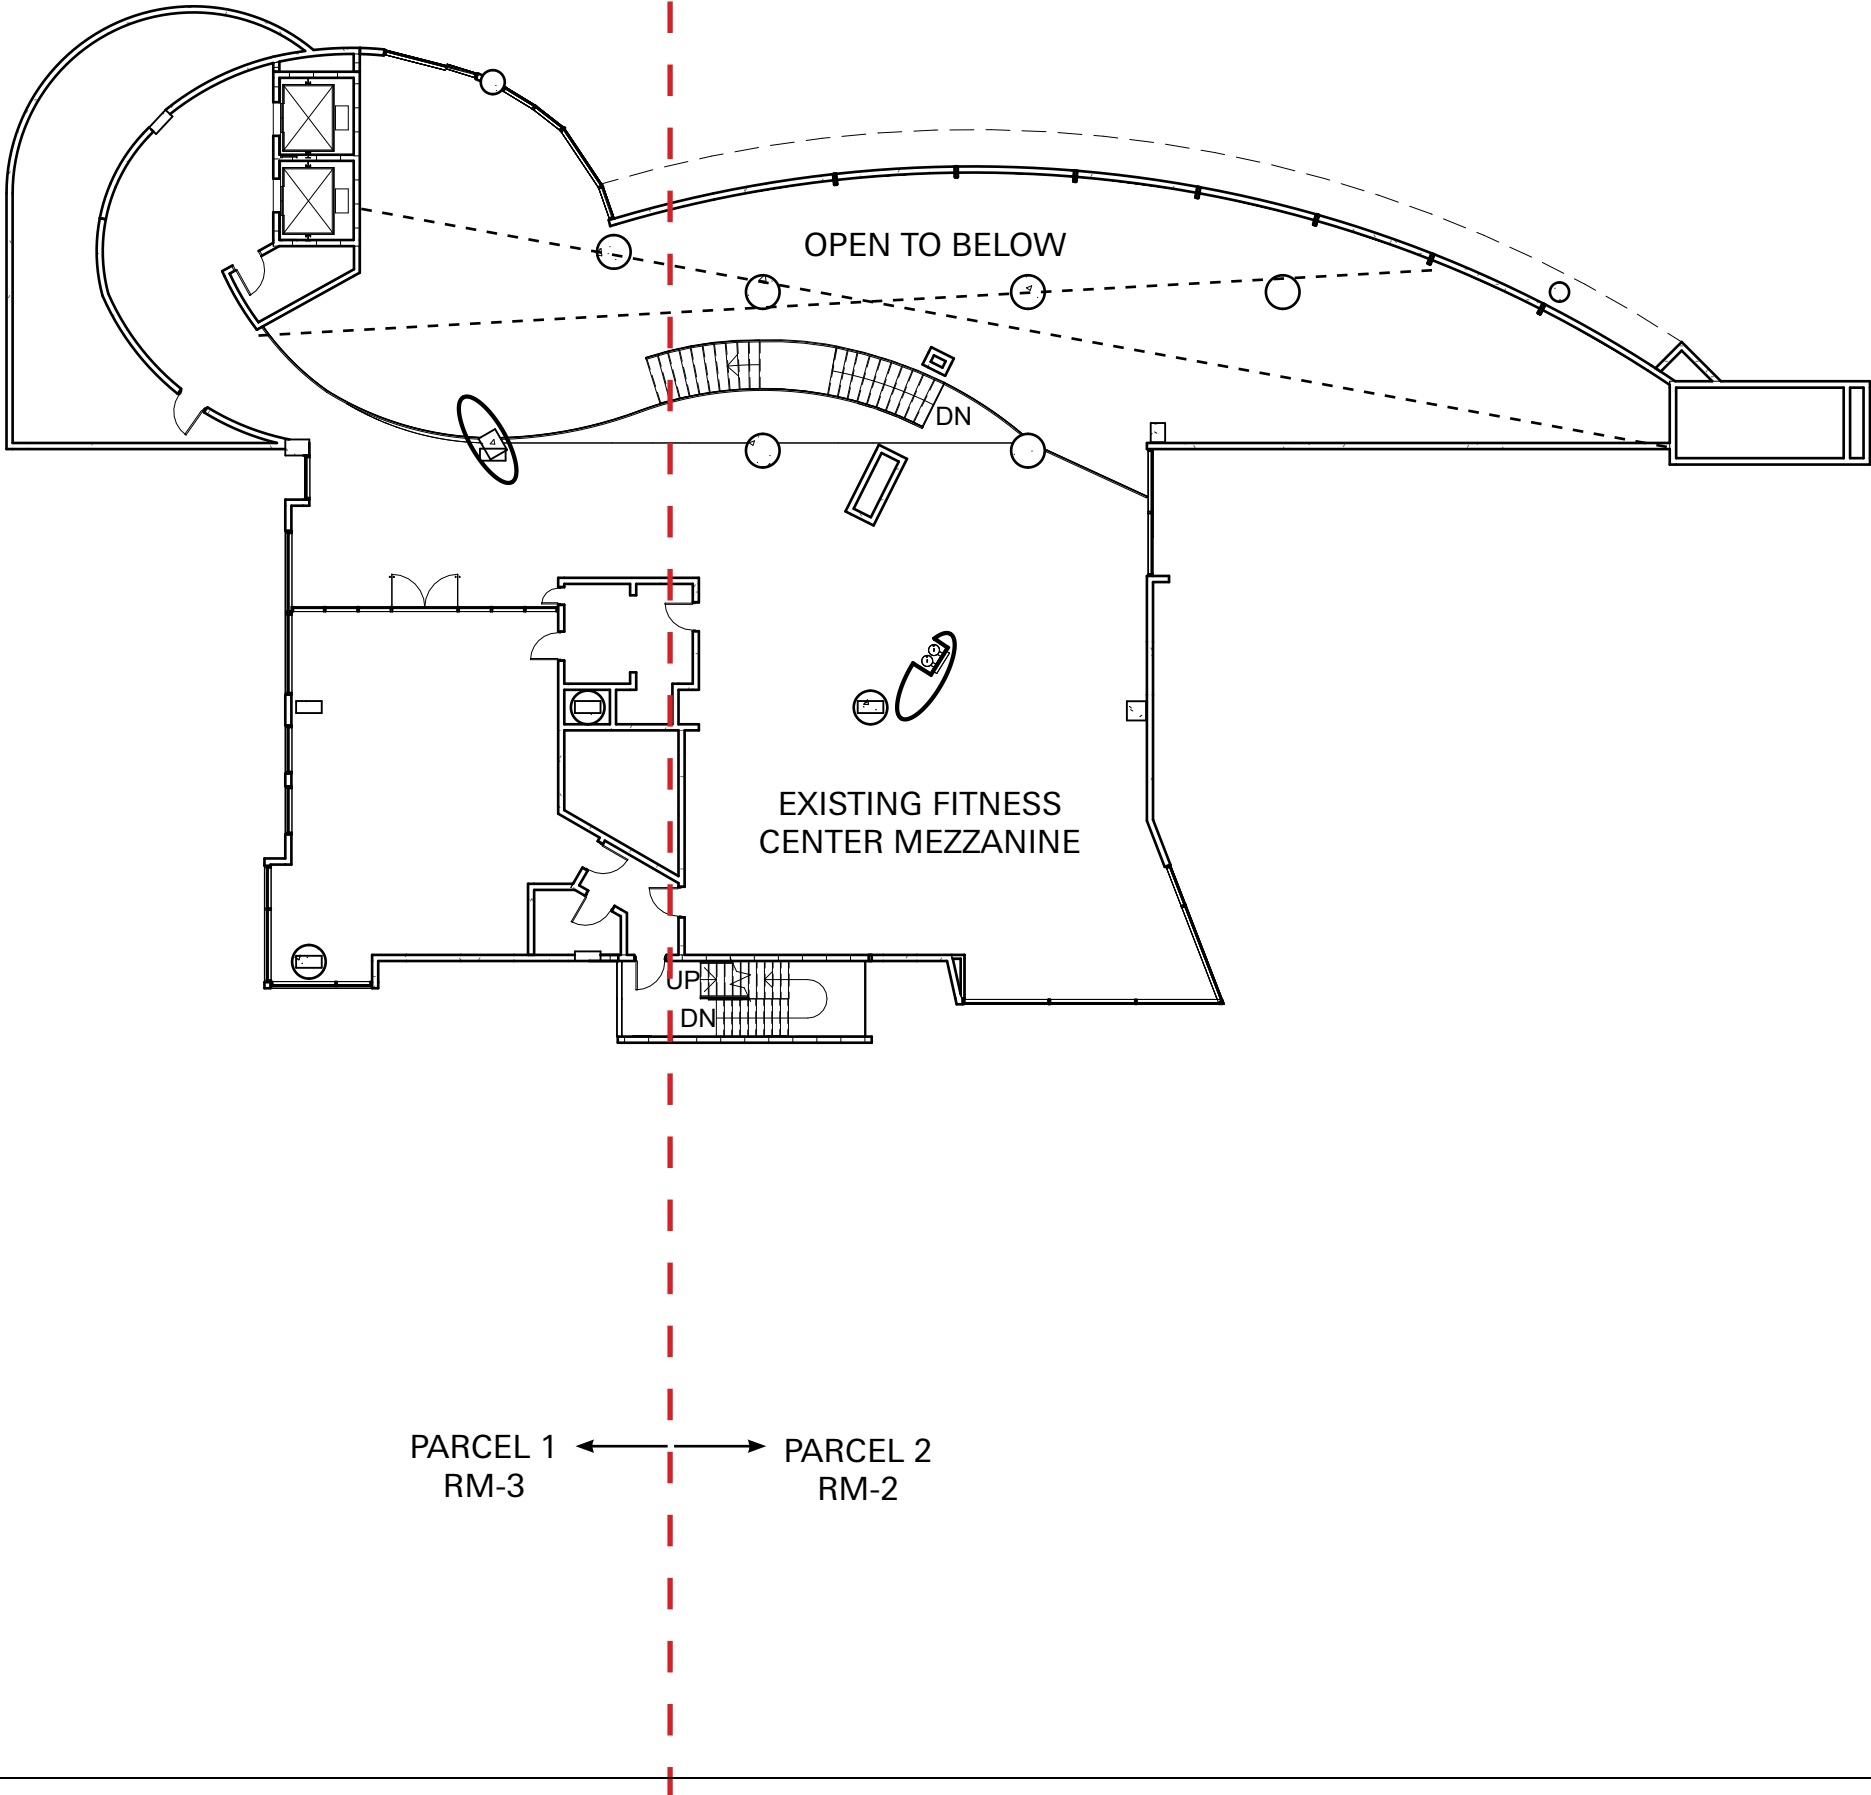 OPEN TO BELOW
DN
EXISTING FITNESS
CENTER MEZZANINE
UP
DN
PARCEL 1
RM-3
PARCEL 2
RM-2